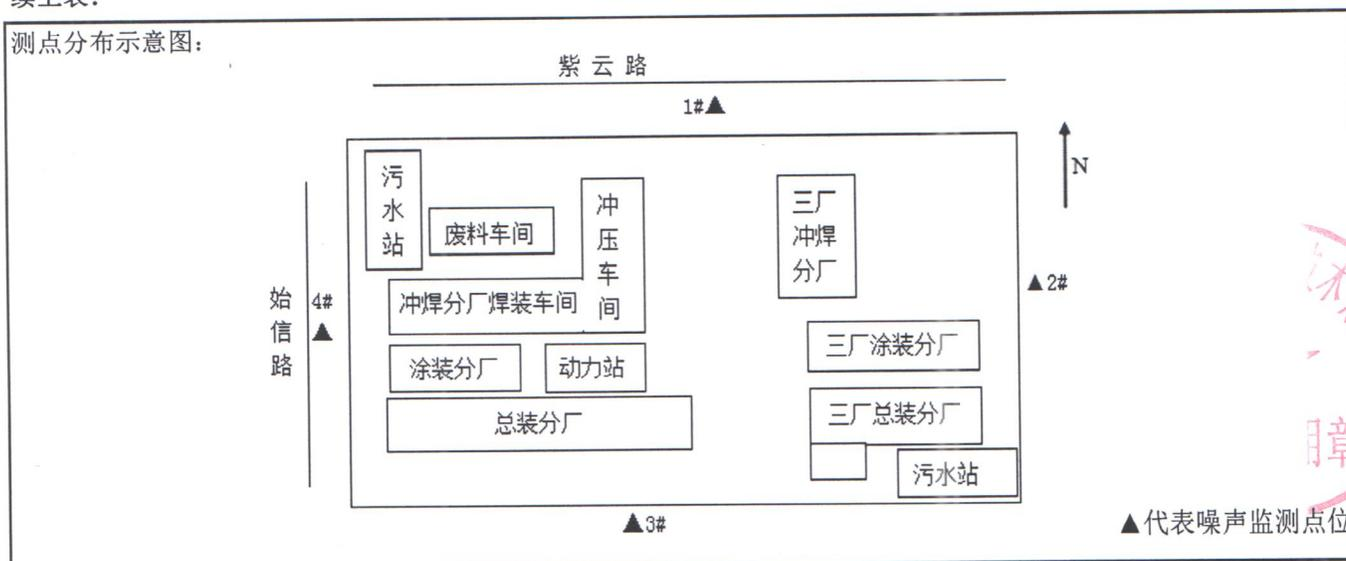 续上表：
测点分布示意图：
紫云路
1#▲
N
污水站
废料车间
冲压车间
三厂冲焊分厂
▲2#
始信路
4#
▲
冲焊分厂焊装车间
三厂涂装分厂
涂装分厂
动力站
三厂总装分厂
总装分厂
污水站
▲3#
▲代表噪声监测点位
章